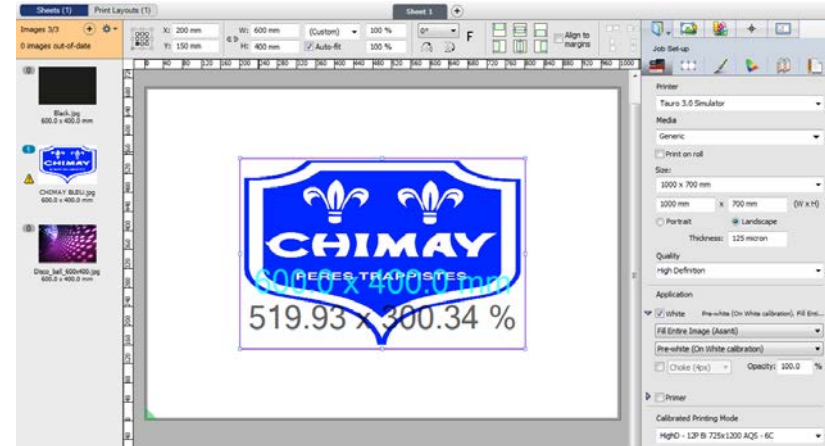 Sheets (1)
Print Layouts (1)
Sheet 1
Images 3/3
0 images out-of-date
X: 200 mm
Y: 150 mm
W: 600 mm
H: 400 mm
(Custom)
Auto-fit
100 %
100 %
0°
F
Align to
margins
0
Black.jpg
600.0 x 400.0 mm
1
CHIMAY
CHIMAY BLEU.jpg
600.0 x 400.0 mm
0
Disco_ball_600x400.jpg
600.0 x 400.0 mm
CHIMAY
PERES TRAPPISTES
600.0 x 400.0 mm
519.93 x 300.34 %
Job Set-up
Printer
Tauro 3.0 Simulator
Media
Generic
Print on roll
Size:
1000 x 700 mm
1000 mm x 700 mm (W x H)
Portrait
Landscape
Thickness: 125 micron
Quality
High Definition
Application
White
Pre-white (On White calibration), Fill Enti...
Fill Entire Image (Asanti)
Pre-white (On White calibration)
Choke (4px)
Opacity: 100.0 %
Primer
Calibrated Printing Mode
HighD - 12P Bi 725x1200 AQS - 6C